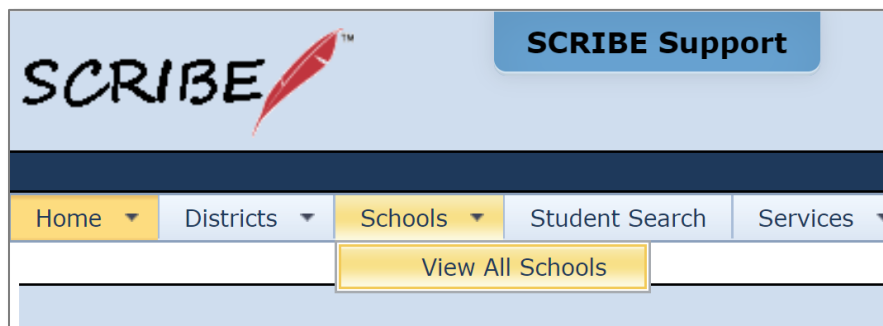 SCRIBE™
SCRIBE Support
Home Districts Schools Student Search Services
View All Schools